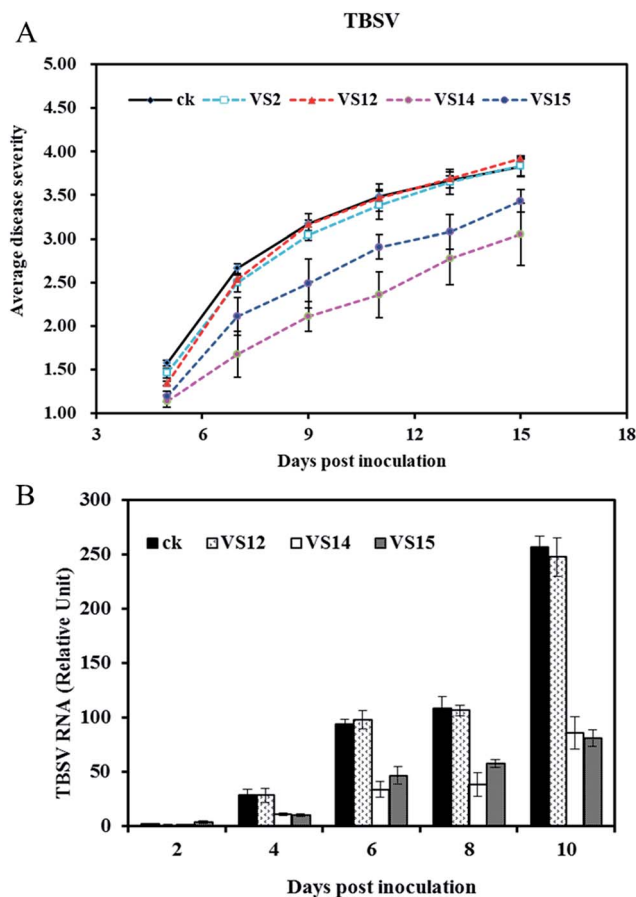 A
TBSV
5.00
ck VS2 VS12 VS14 VS15
4.50
4.00
3.50
3.00
2.50
2.00
1.50
1.00
Average disease severity
3 6 9 12 15 18
Days post inoculation
B
300
ck VS12 VS14 VS15
250
200
150
100
50
0
TBSV RNA (Relative Unit)
2 4 6 8 10
Days post inoculation